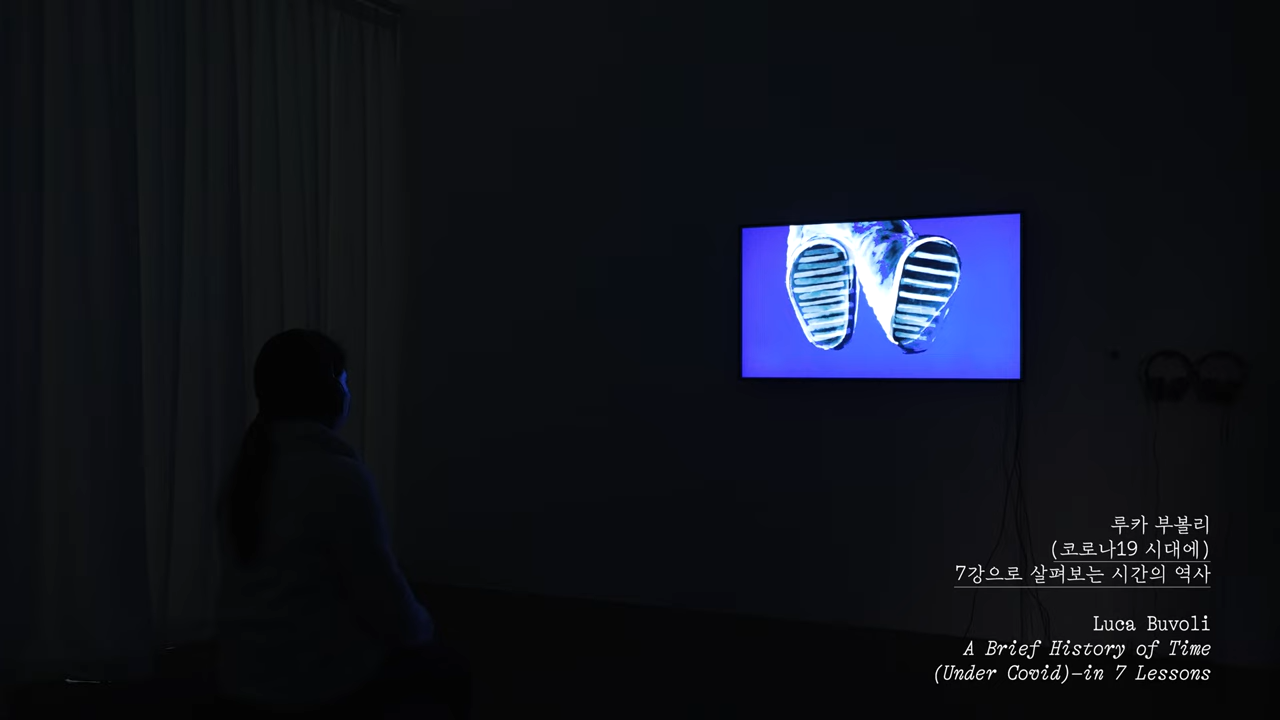 루카 부볼리
(코로나19 시대에)
7강으로 살펴보는 시간의 역사
Luca Buvoli
A Brief History of Time
(Under Covid)—in 7 Lessons